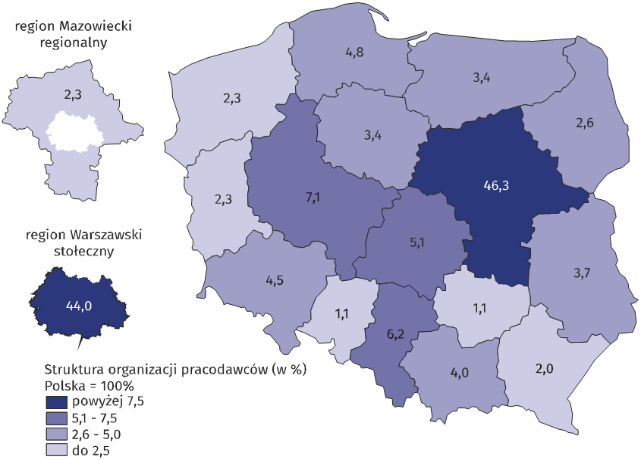 region Mazowiecki
regionalny
2,3
region Warszawski
stołeczny
44,0
4,8
3,4
2,3
2,6
3,4
46,3
2,3
7,1
5,1
3,7
4,5
1,1
1,1
6,2
4,0
2,0
Struktura organizacji pracodawców (w %)
Polska = 100%
powyżej 7,5
5,1 - 7,5
2,6 - 5,0
do 2,5